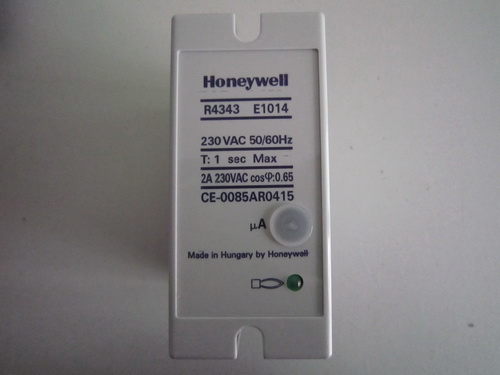 Honeywell
R4343 E1014
230 VAC 50/60Hz
T: 1 sec Max
2A 230VAC cosφ:0.65
CE-0085AR0415
µA
Made in Hungary by Honeywell